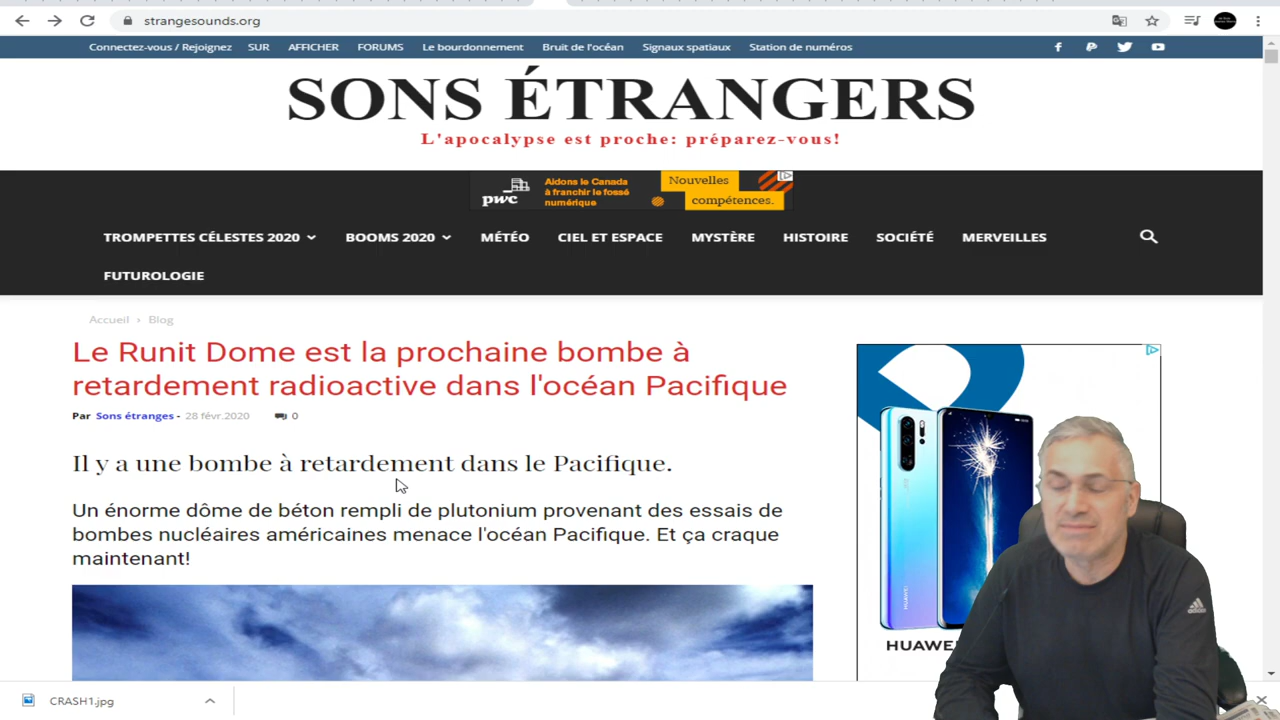 strangesounds.org
Connectez-vous / Rejoignez SUR AFFICHER FORUMS Le bourdonnement Bruit de l'océan Signaux spatiaux Station de numéros
SONS ÉTRANGERS
L'apocalypse est proche: préparez-vous!
pwc
Aidons le Canada
à franchir le fossé
numérique
Nouvelles
compétences.
TROMPETTES CÉLESTES 2020 BOOMS 2020 MÉTÉO CIEL ET ESPACE MYSTÈRE HISTOIRE SOCIÉTÉ MERVEILLES
FUTUROLOGIE
Accueil › Blog
Le Runit Dome est la prochaine bombe à
retardement radioactive dans l'océan Pacifique
Par Sons étranges - 28 févr.2020 0
Il y a une bombe à retardement dans le Pacifique.
Un énorme dôme de béton rempli de plutonium provenant des essais de
bombes nucléaires américaines menace l'océan Pacifique. Et ça craque
maintenant!
HUAWE
CRASH1.jpg